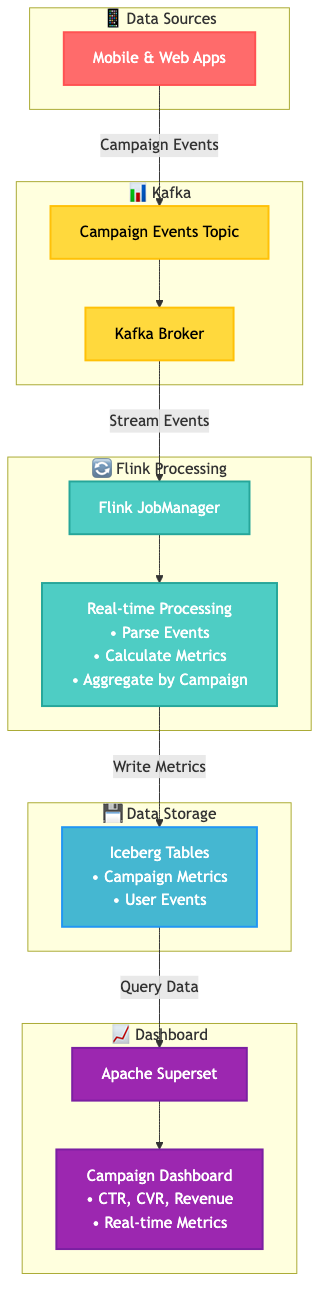 📱 Data Sources
Mobile & Web Apps
Campaign Events
📊 Kafka
Campaign Events Topic
Kafka Broker
Stream Events
🔄 Flink Processing
Flink JobManager
Real-time Processing
• Parse Events
• Calculate Metrics
• Aggregate by Campaign
Write Metrics
💾 Data Storage
Iceberg Tables
• Campaign Metrics
• User Events
Query Data
📈 Dashboard
Apache Superset
Campaign Dashboard
• CTR, CVR, Revenue
• Real-time Metrics